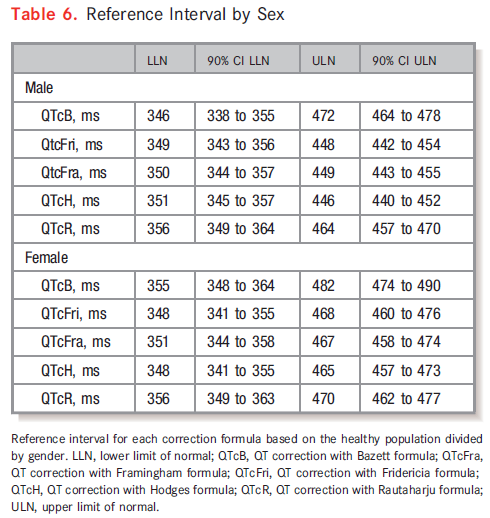 Table 6. Reference Interval by Sex
LLN 90% CI LLN ULN 90% CI ULN
Male
QTcB, ms 346 338 to 355 472 464 to 478
QtcFri, ms 349 343 to 356 448 442 to 454
QtcFra, ms 350 344 to 357 449 443 to 455
QTcH, ms 351 345 to 357 446 440 to 452
QTcR, ms 356 349 to 364 464 457 to 470
Female
QTcB, ms 355 348 to 364 482 474 to 490
QTcFri, ms 348 341 to 355 468 460 to 476
QTcFra, ms 351 344 to 358 467 458 to 474
QTcH, ms 348 341 to 355 465 457 to 473
QTcR, ms 356 349 to 363 470 462 to 477
Reference interval for each correction formula based on the healthy population divided
by gender. LLN, lower limit of normal; QTcB, QT correction with Bazett formula; QTcFra,
QT correction with Framingham formula; QTcFri, QT correction with Fridericia formula;
QTcH, QT correction with Hodges formula; QTcR, QT correction with Rautaharju formula;
ULN, upper limit of normal.